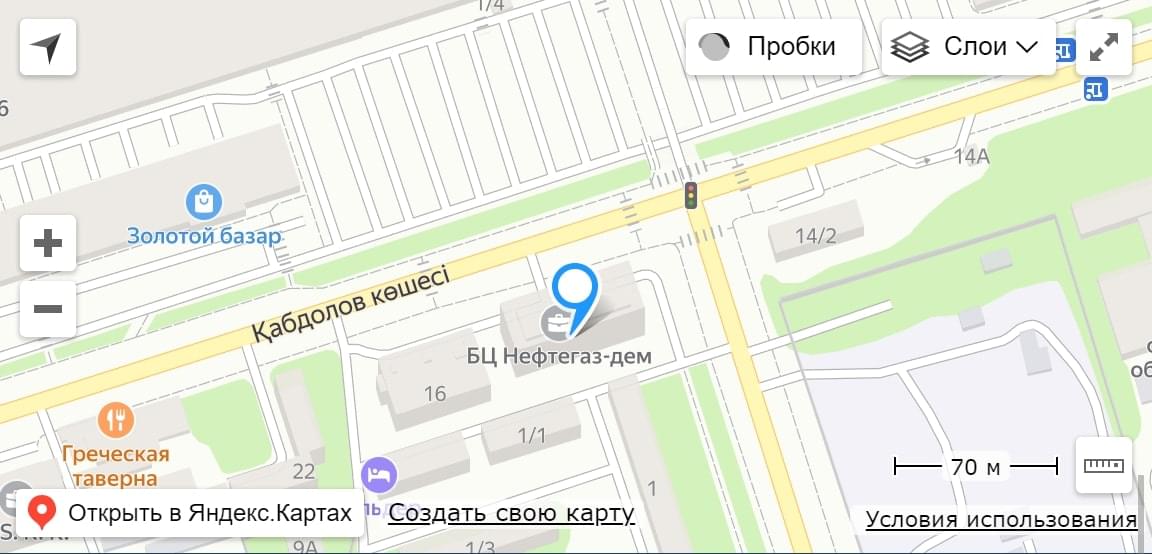 1/4
Пробки
Слои
6
14А
Золотой базар
14/2
Қабдолов көшесі
БЦ Нефтегаз-дем
16
1/1
Греческая
таверна
22
70 м
1
Открыть в Яндекс.Картах
Создать свою карту
Условия использования
9А
1/3